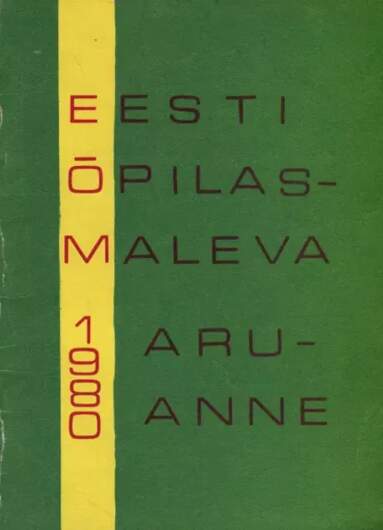 EESTI
ÕPILAS-
MALEVA
1980
ARU-
ANNE